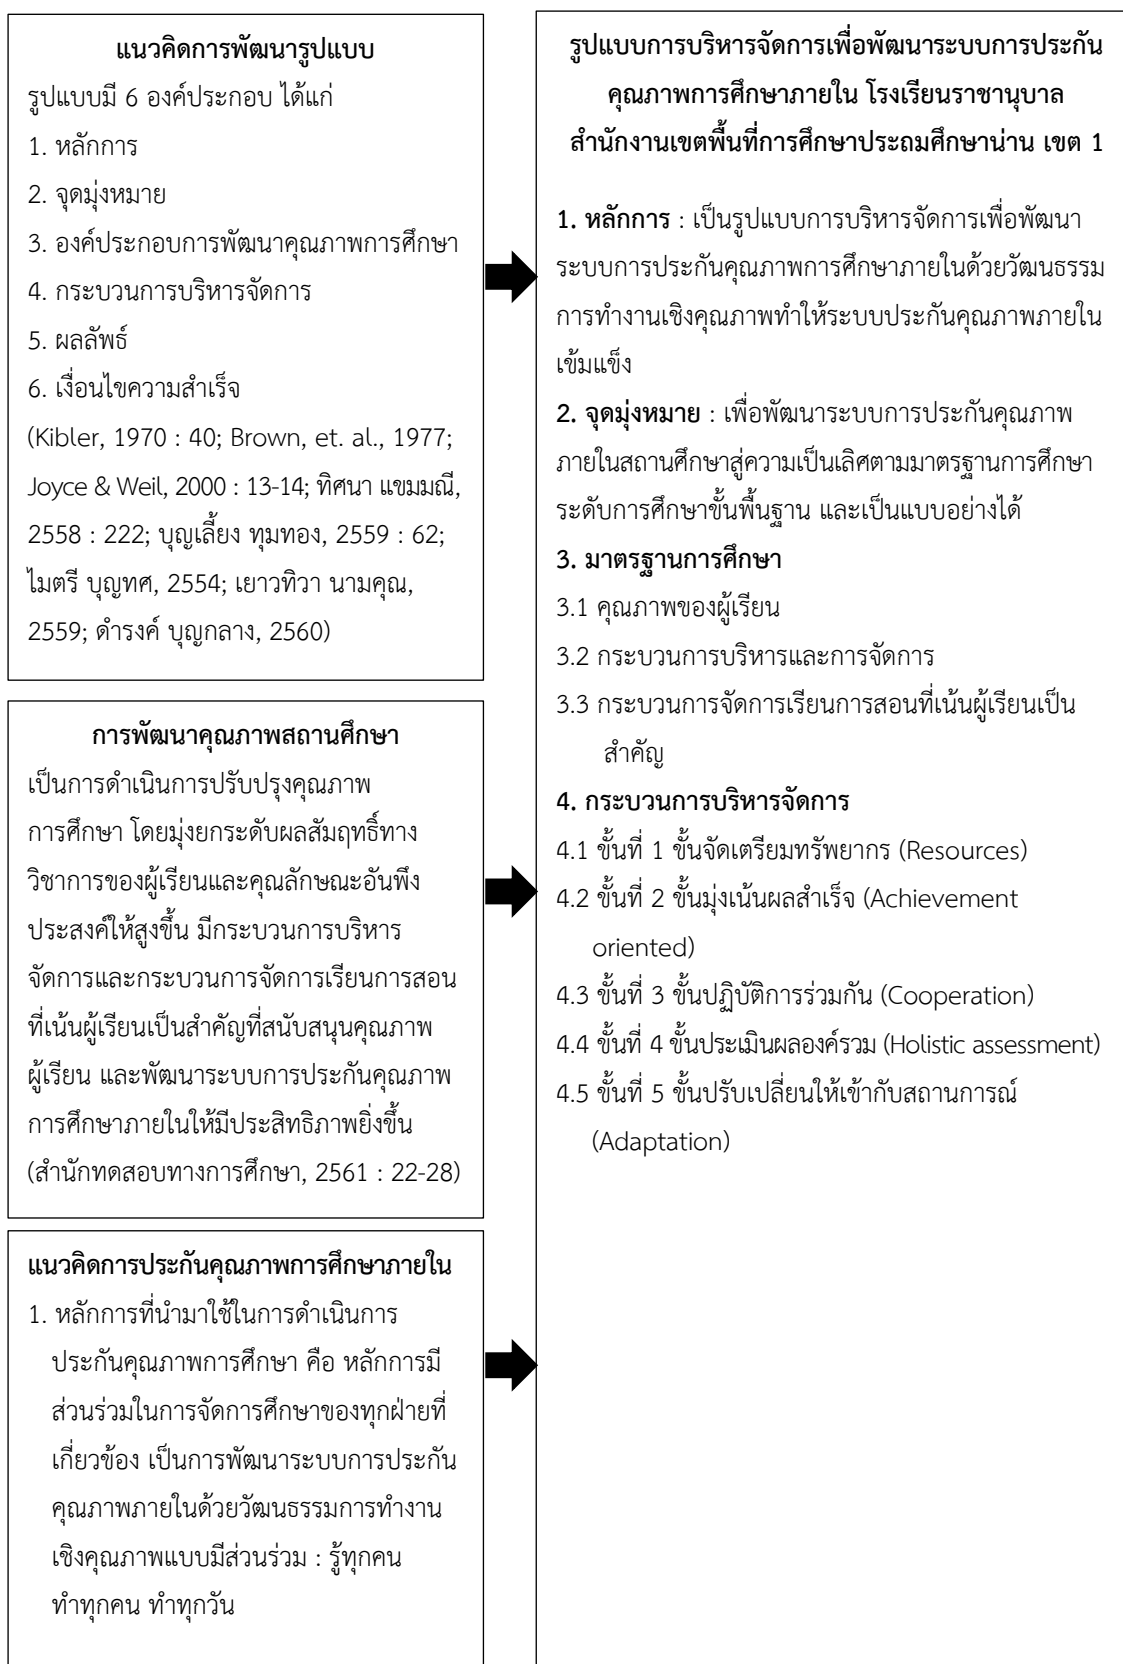 แนวคิดการพัฒนารูปแบบ
รูปแบบมี 6 องค์ประกอบ ได้แก่
1. หลักการ
2. จุดมุ่งหมาย
3. องค์ประกอบการพัฒนาคุณภาพการศึกษา
4. กระบวนการบริหารจัดการ
5. ผลลัพธ์
6. เงื่อนไขความสำเร็จ
(Kibler, 1970 : 40; Brown, et. al., 1977;
Joyce & Weil, 2000 : 13-14; ทิศนา แขมมณี,
2558 : 222; บุญเลี้ยง ทุมทอง, 2559 : 62;
ไมตรี บุญทศ, 2554; เยาวทิวา นามคุณ,
2559; ดำรงค์ บุญกลาง, 2560)
การพัฒนาคุณภาพสถานศึกษา
เป็นการดำเนินการปรับปรุงคุณภาพ
การศึกษา โดยมุ่งยกระดับผลสัมฤทธิ์ทาง
วิชาการของผู้เรียนและคุณลักษณะอันพึง
ประสงค์ให้สูงขึ้น มีกระบวนการบริหาร
จัดการและกระบวนการจัดการเรียนการสอน
ที่เน้นผู้เรียนเป็นสำคัญที่สนับสนุนคุณภาพ
ผู้เรียน และพัฒนาระบบการประกันคุณภาพ
การศึกษาภายในให้มีประสิทธิภาพยิ่งขึ้น
(สำนักทดสอบทางการศึกษา, 2561 : 22-28)
แนวคิดการประกันคุณภาพการศึกษาภายใน
1. หลักการที่นำมาใช้ในการดำเนินการ
ประกันคุณภาพการศึกษา คือ หลักการมี
ส่วนร่วมในการจัดการศึกษาของทุกฝ่ายที่
เกี่ยวข้อง เป็นการพัฒนาระบบการประกัน
คุณภาพภายในด้วยวัฒนธรรมการทำงาน
เชิงคุณภาพแบบมีส่วนร่วม : รู้ทุกคน
ทำทุกคน ทำทุกวัน
รูปแบบการบริหารจัดการเพื่อพัฒนาระบบการประกัน
คุณภาพการศึกษาภายใน โรงเรียนราชานุบาล
สำนักงานเขตพื้นที่การศึกษาประถมศึกษาน่าน เขต 1
1. หลักการ : เป็นรูปแบบการบริหารจัดการเพื่อพัฒนา
ระบบการประกันคุณภาพการศึกษาภายในด้วยวัฒนธรรม
การทำงานเชิงคุณภาพทำให้ระบบประกันคุณภาพภายใน
เข้มแข็ง
2. จุดมุ่งหมาย : เพื่อพัฒนาระบบการประกันคุณภาพ
ภายในสถานศึกษาสู่ความเป็นเลิศตามมาตรฐานการศึกษา
ระดับการศึกษาขั้นพื้นฐาน และเป็นแบบอย่างได้
3. มาตรฐานการศึกษา
3.1 คุณภาพของผู้เรียน
3.2 กระบวนการบริหารและการจัดการ
3.3 กระบวนการจัดการเรียนการสอนที่เน้นผู้เรียนเป็น
สำคัญ
4. กระบวนการบริหารจัดการ
4.1 ขั้นที่ 1 ขั้นจัดเตรียมทรัพยากร (Resources)
4.2 ขั้นที่ 2 ขั้นมุ่งเน้นผลสำเร็จ (Achievement
oriented)
4.3 ขั้นที่ 3 ขั้นปฏิบัติการร่วมกัน (Cooperation)
4.4 ขั้นที่ 4 ขั้นประเมินผลองค์รวม (Holistic assessment)
4.5 ขั้นที่ 5 ขั้นปรับเปลี่ยนให้เข้ากับสถานการณ์
(Adaptation)